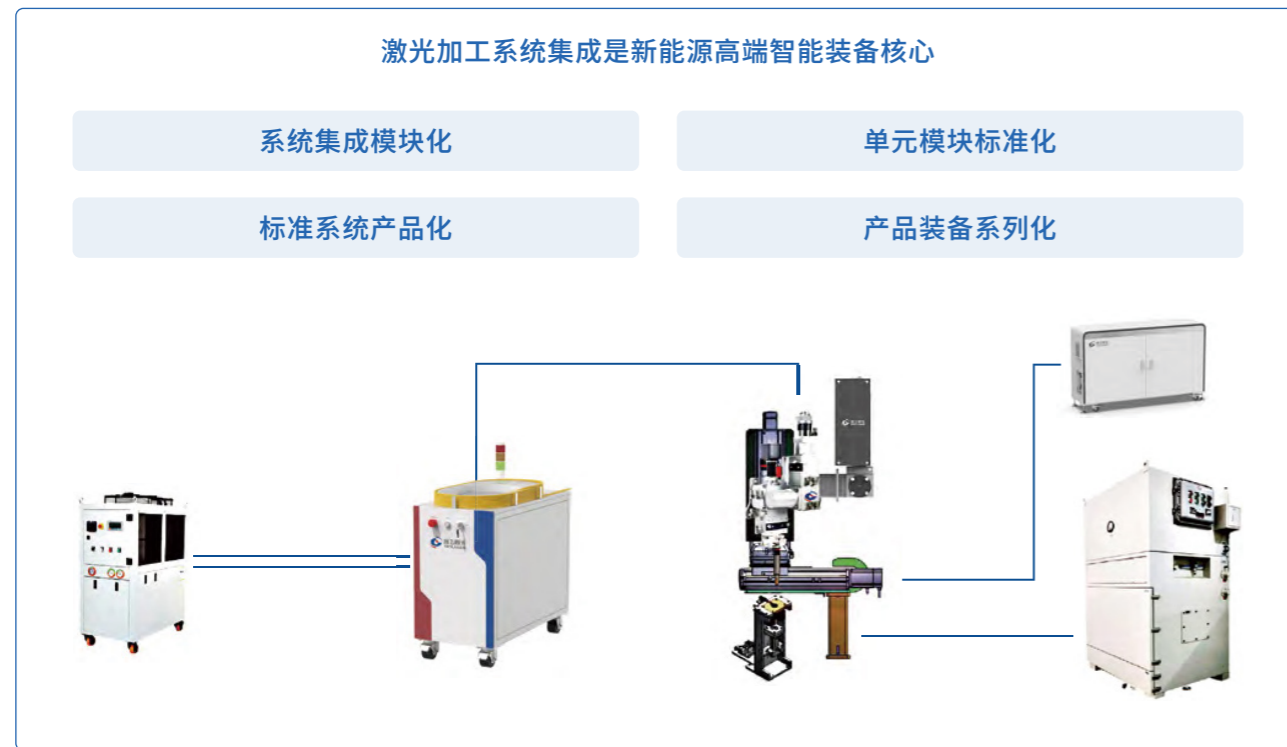 激光加工系统集成是新能源高端智能装备核心
系统集成模块化
单元模块标准化
标准系统产品化
产品装备系列化